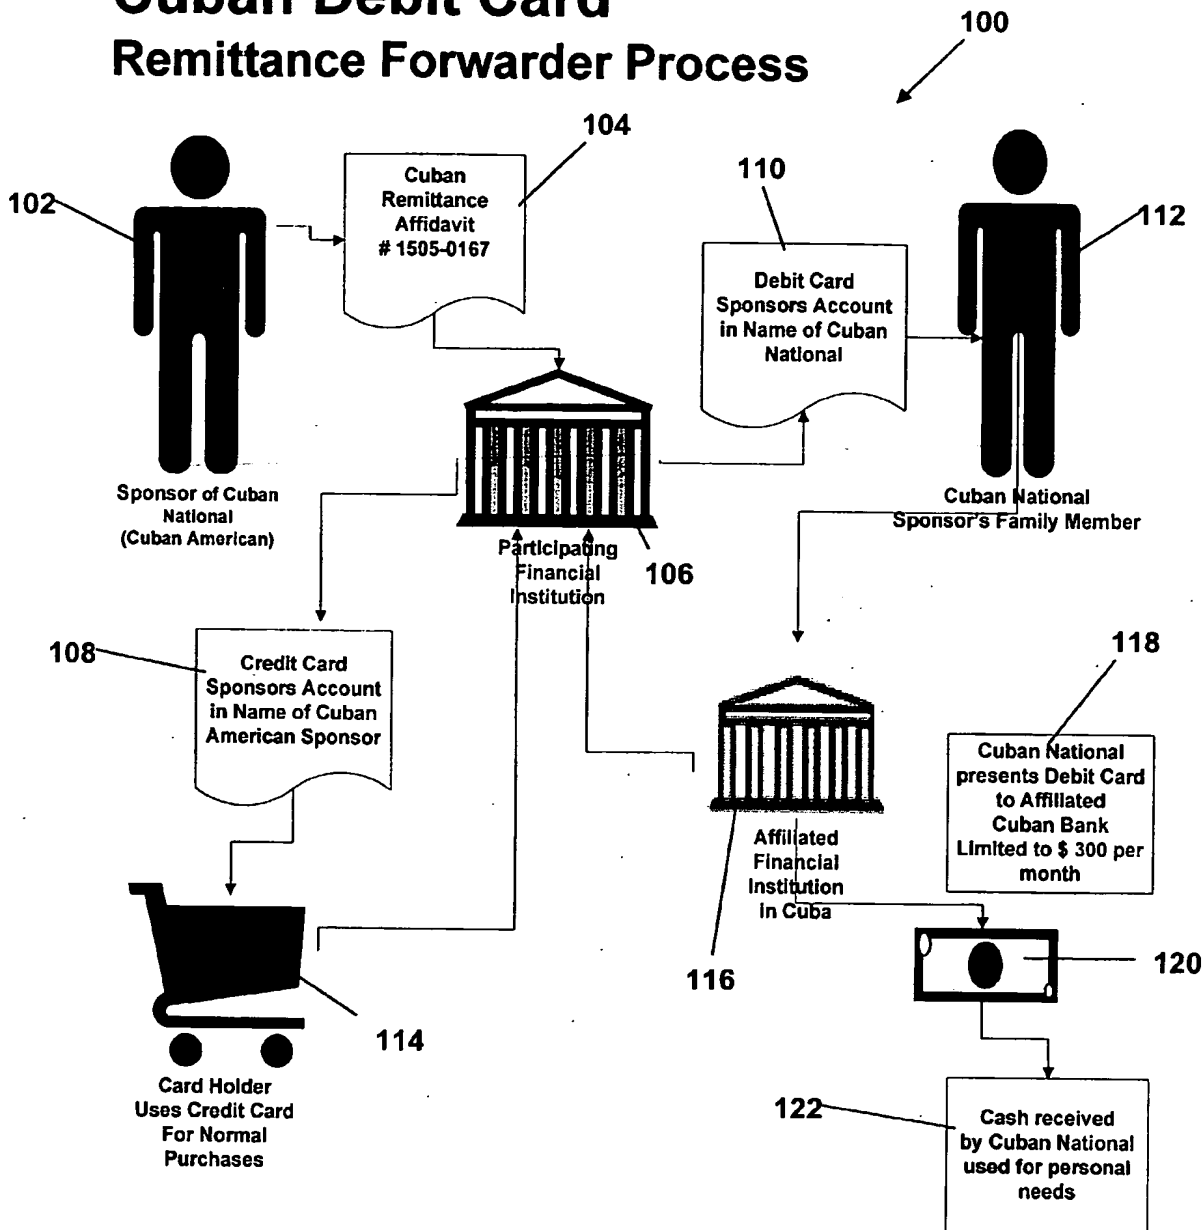 Cuban Debit Card
Remittance Forwarder Process
100
104
Cuban
Remittance
Affidavit
# 1505-0167
102
110
112
Debit Card
Sponsors Account
in Name of Cuban
National
Sponsor of Cuban
National
(Cuban American)
Cuban National
Sponsor's Family Member
Participating
Financial
Institution
106
108
Credit Card
Sponsors Account
in Name of Cuban
American Sponsor
118
Cuban National
presents Debit Card
to Affiliated
Cuban Bank
Limited to $ 300 per
month
Affiliated
Financial
Institution
in Cuba
116
120
114
Card Holder
Uses Credit Card
For Normal
Purchases
122
Cash received
by Cuban National
used for personal
needs